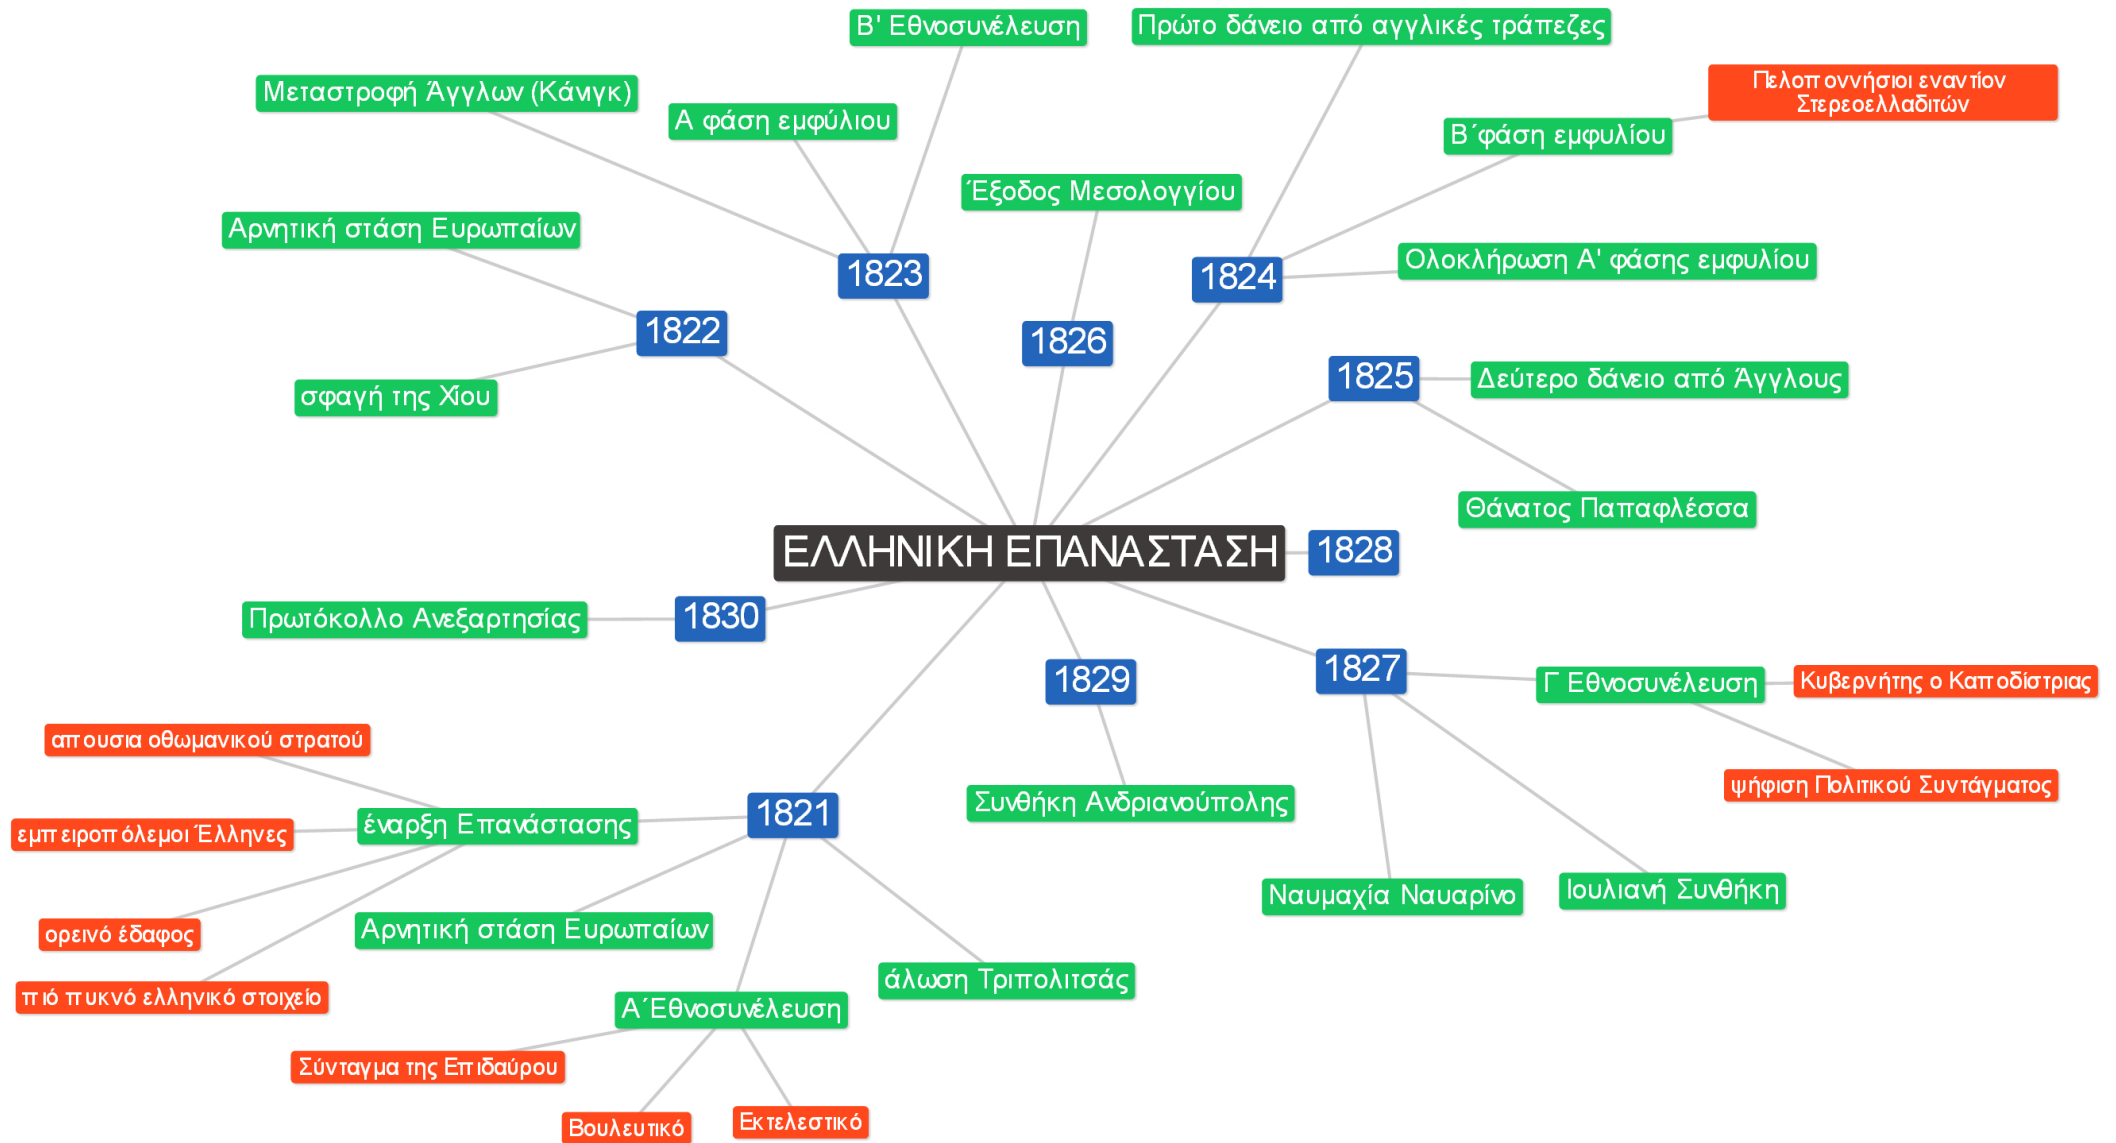 Β' Εθνοσυνέλευση
Πρώτο δάνειο από αγγλικές τράπεζες
Μεταστροφή Άγγλων (Κάνιγκ)
Α φάση εμφύλιου
Πελοποννήσιοι εναντίον
Στερεοελλαδιτών
Β΄φάση εμφυλίου
Έξοδος Μεσολογγίου
Αρνητική στάση Ευρωπαίων
Ολοκλήρωση Α' φάσης εμφυλίου
1823
1824
1822
1826
1825
Δεύτερο δάνειο από Άγγλους
σφαγή της Χίου
Θάνατος Παπαφλέσσα
ΕΛΛΗΝΙΚΗ ΕΠΑΝΑΣΤΑΣΗ
1828
Πρωτόκολλο Ανεξαρτησίας
1830
1829
1827
Γ Εθνοσυνέλευση
Κυβερνήτης ο Καποδίστριας
απουσια οθωμανικού στρατού
ψήφιση Πολιτικού Συντάγματος
Συνθήκη Ανδριανούπολης
1821
έναρξη Επανάστασης
εμπειροπόλεμοι Έλληνες
Ναυμαχία Ναυαρίνο
Ιουλιανή Συνθήκη
ορεινό έδαφος
Αρνητική στάση Ευρωπαίων
άλωση Τριπολιτσάς
πιό πυκνό ελληνικό στοιχείο
Α΄Εθνοσυνέλευση
Σύνταγμα της Επιδαύρου
Βουλευτικό
Εκτελεστικό